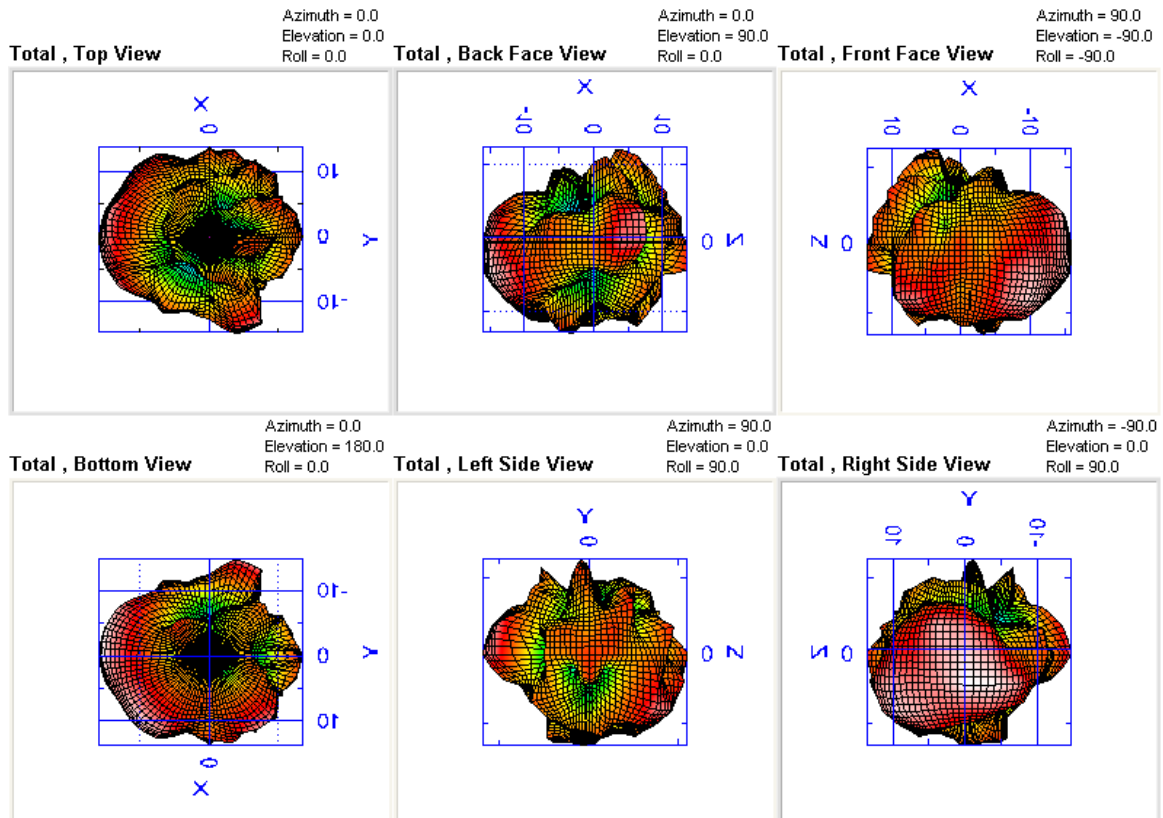 Azimuth = 0.0
Elevation = 0.0
Total , Top View Roll = 0.0
Azimuth = 0.0
Elevation = 90.0
Total , Back Face View Roll = 0.0
Azimuth = 90.0
Elevation = -90.0
Total , Front Face View Roll = -90.0
X
0
10
0 Y
-10
X
-10 0 10
0 Z
X
10 0 -10
Z 0
Azimuth = 0.0
Elevation = 180.0
Total , Bottom View Roll = 0.0
Azimuth = 90.0
Elevation = 0.0
Total , Left Side View Roll = 90.0
Azimuth = -90.0
Elevation = 0.0
Total , Right Side View Roll = 90.0
-10
0 Y
10
0
X
Y
0
0 Z
Y
10 0 -10
Z 0